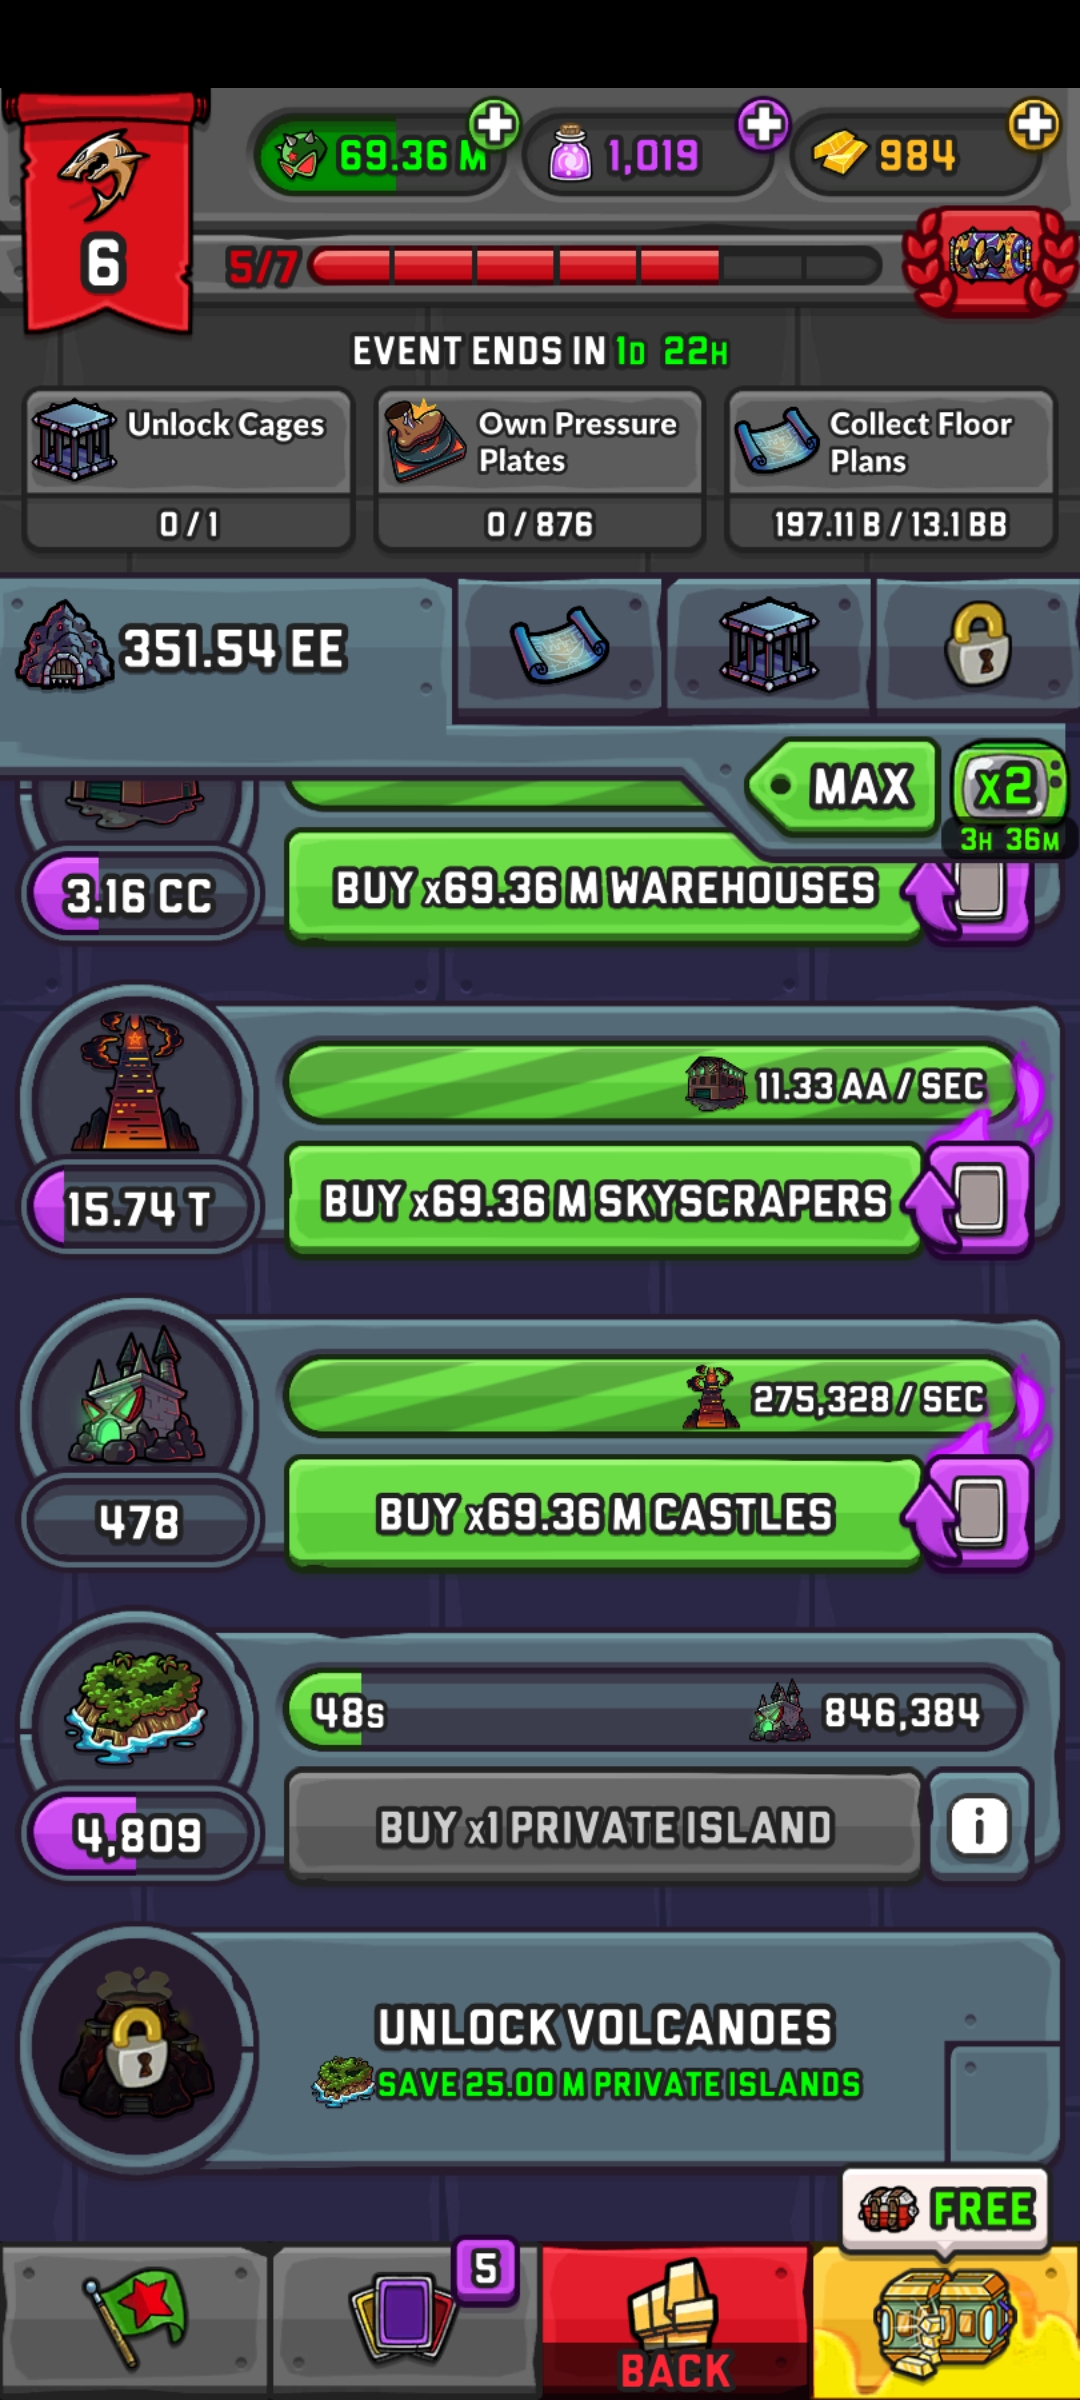 69.36 M
1,019
984
6
5/7
EVENT ENDS IN 1D 22H
Unlock Cages
0 / 1
Own Pressure
Plates
0 / 876
Collect Floor
Plans
197.11 B / 13.1 BB
351.54 EE
MAX
x2
3H 36M
3.16 CC
BUY x69.36 M WAREHOUSES
11.33 AA / SEC
15.74 T
BUY x69.36 M SKYSCRAPERS
275,328 / SEC
478
BUY x69.36 M CASTLES
48s
846,384
4,809
BUY x1 PRIVATE ISLAND
i
UNLOCK VOLCANOES
SAVE 25.00 M PRIVATE ISLANDS
FREE
5
BACK